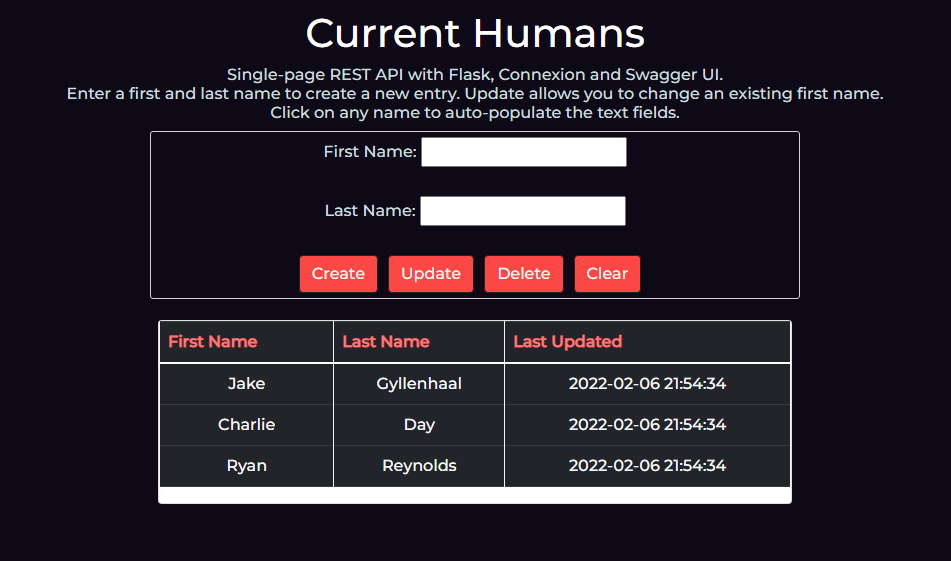 Current Humans
Single-page REST API with Flask, Connexion and Swagger UI.
Enter a first and last name to create a new entry. Update allows you to change an existing first name.
Click on any name to auto-populate the text fields.
First Name:
Last Name:
Create Update Delete Clear
First Name Last Name Last Updated
Jake Gyllenhaal 2022-02-06 21:54:34
Charlie Day 2022-02-06 21:54:34
Ryan Reynolds 2022-02-06 21:54:34